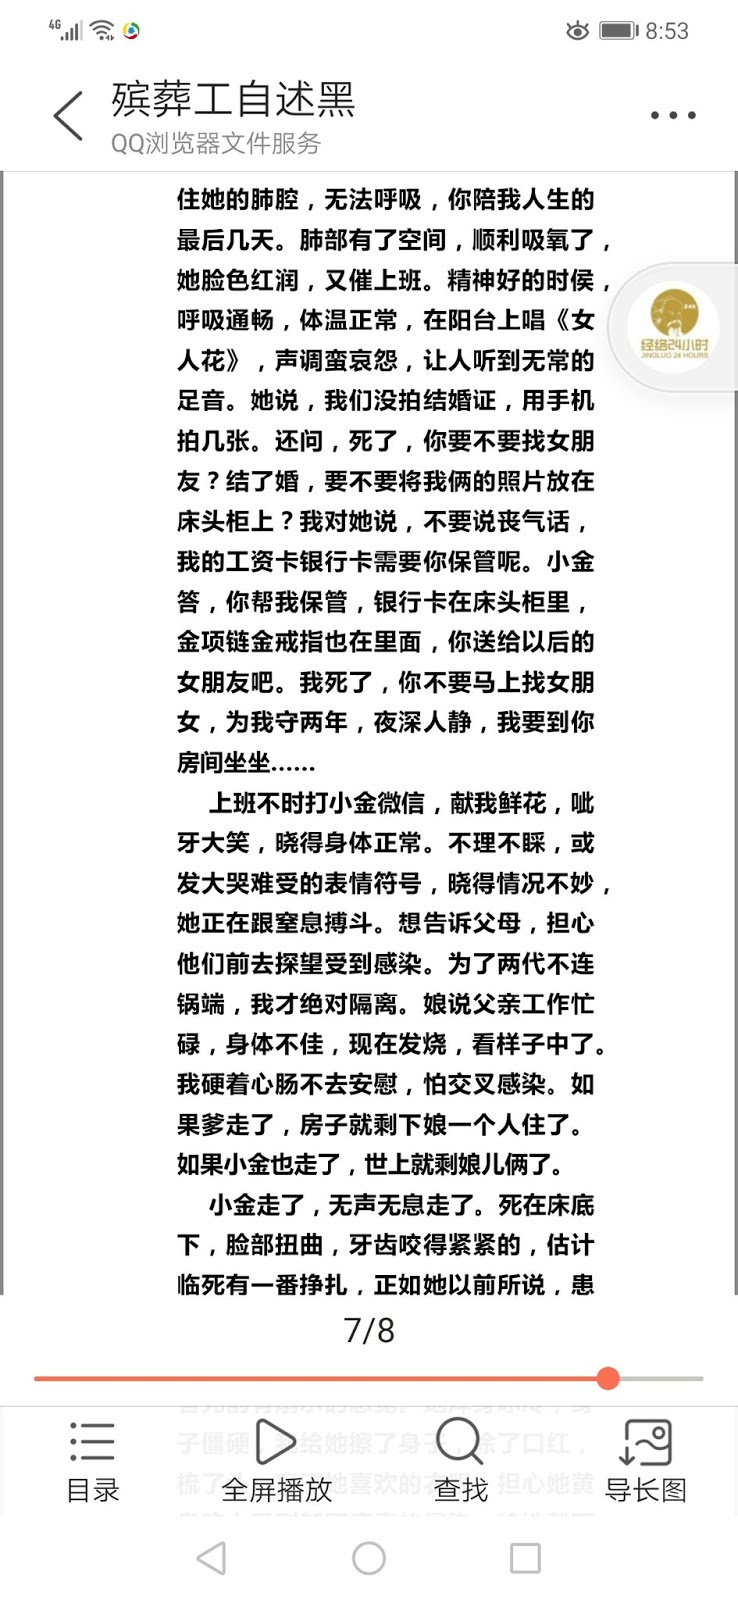 4G
8:53
殡葬工自述黑
QQ浏览器文件服务
住她的肺腔，无法呼吸，你陪我人生的
最后几天。肺部有了空间，顺利吸氧了，
她脸色红润，又催上班。精神好的时侯，
呼吸通畅，体温正常，在阳台上唱《女
人花》，声调蛮哀怨，让人听到无常的
足音。她说，我们没拍结婚证，用手机
拍几张。还问，死了，你要不要找女朋
友？结了婚，要不要将我俩的照片放在
床头柜上？我对她说，不要说丧气话，
我的工资卡银行卡需要你保管呢。小金
答，你帮我保管，银行卡在床头柜里，
金项链金戒指也在里面，你送给以后的
女朋友吧。我死了，你不要马上找女朋
女，为我守两年，夜深人静，我要到你
房间坐坐……
上班不时打小金微信，献我鲜花，呲
牙大笑，晓得身体正常。不理不睬，或
发大哭难受的表情符号，晓得情况不妙，
她正在跟窒息搏斗。想告诉父母，担心
他们前去探望受到感染。为了两代不连
锅端，我才绝对隔离。娘说父亲工作忙
碌，身体不佳，现在发烧，看样子中了。
我硬着心肠不去安慰，怕交叉感染。如
果爹走了，房子就剩下娘一个人住了。
如果小金也走了，世上就剩娘儿俩了。
小金走了，无声无息走了。死在床底
下，脸部扭曲，牙齿咬得紧紧的，估计
临死有一番挣扎，正如她以前所说，患
经络24小时
JINGLUO 24 HOURS
7/8
子僵硬，我给她擦了身子，涂了口红，
目录
全屏播放
查找
导长图